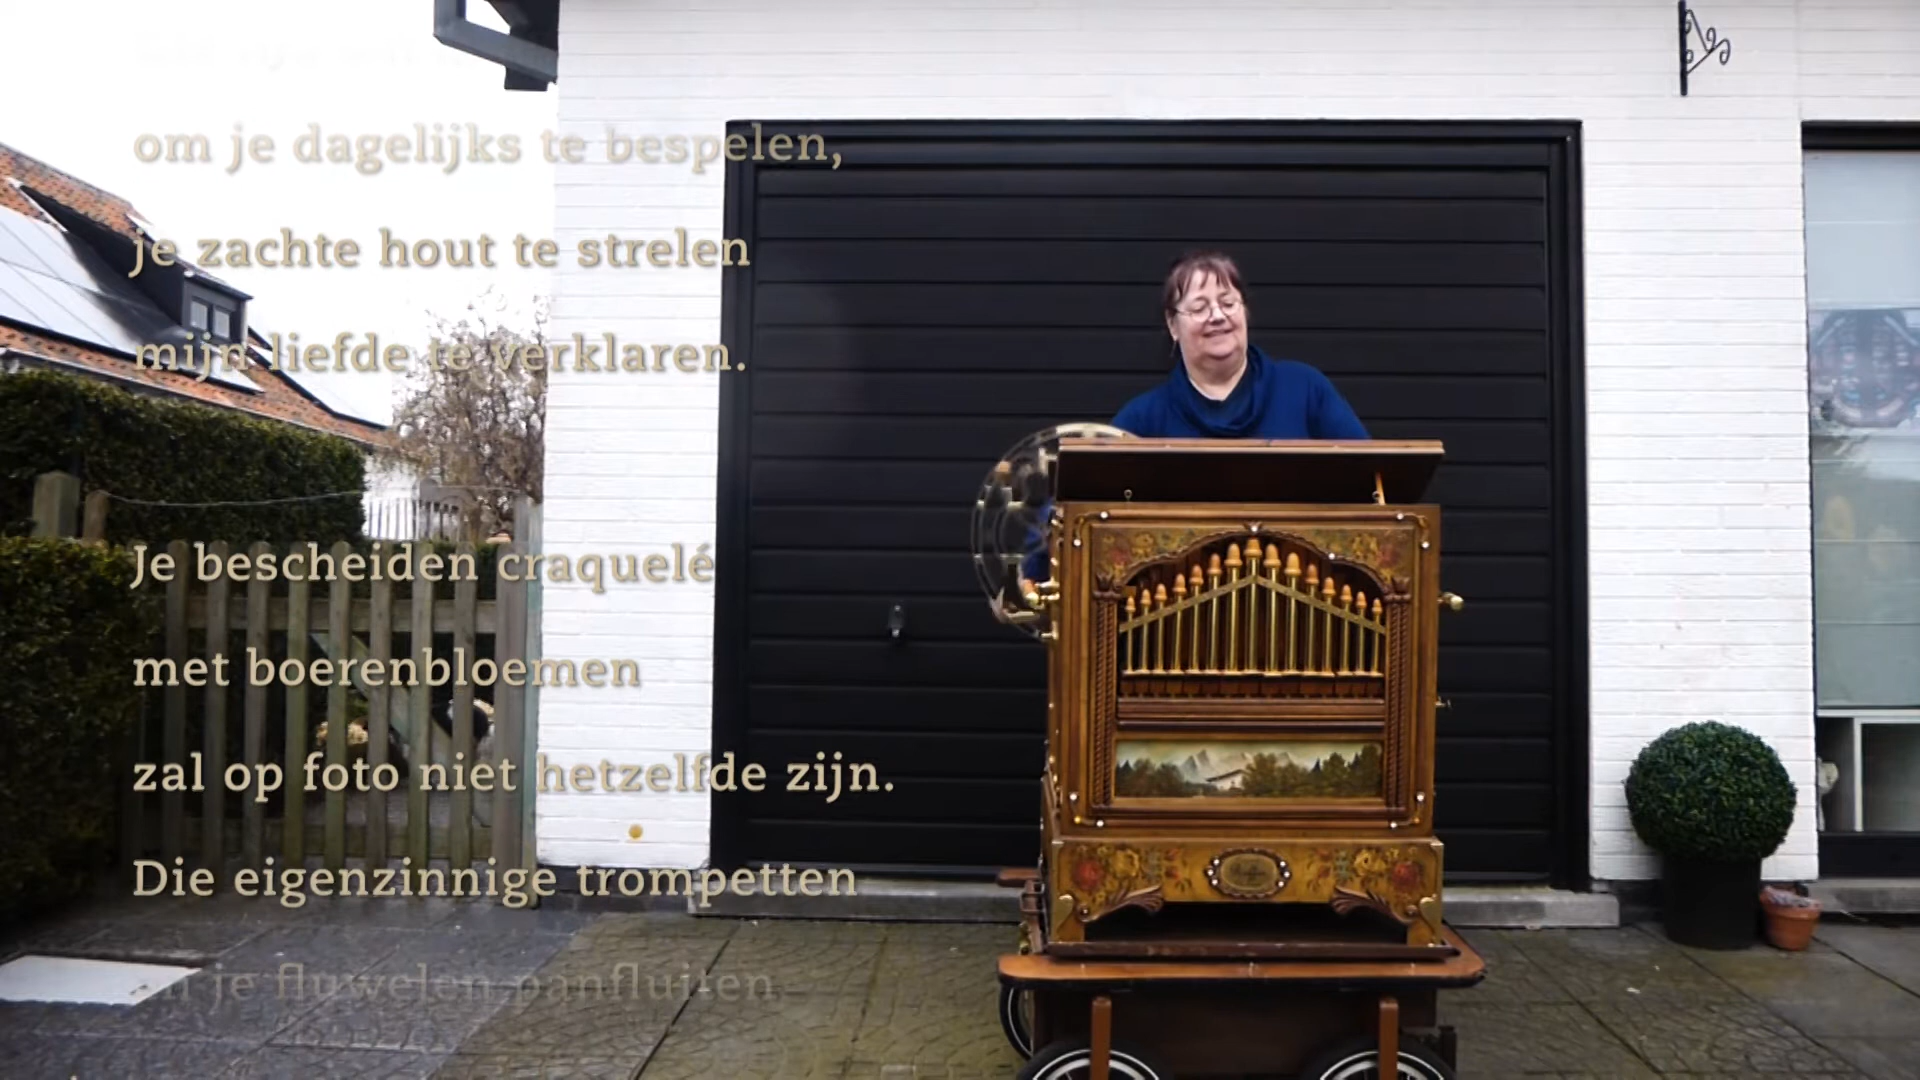 om je dagelijks te bespelen,
je zachte hout te strelen
mijn liefde te verklaren.
Je bescheiden craquelé
met boerenbloemen
zal op foto niet hetzelfde zijn.
Die eigenzinnige trompetten
en je fluwelen panfluiten